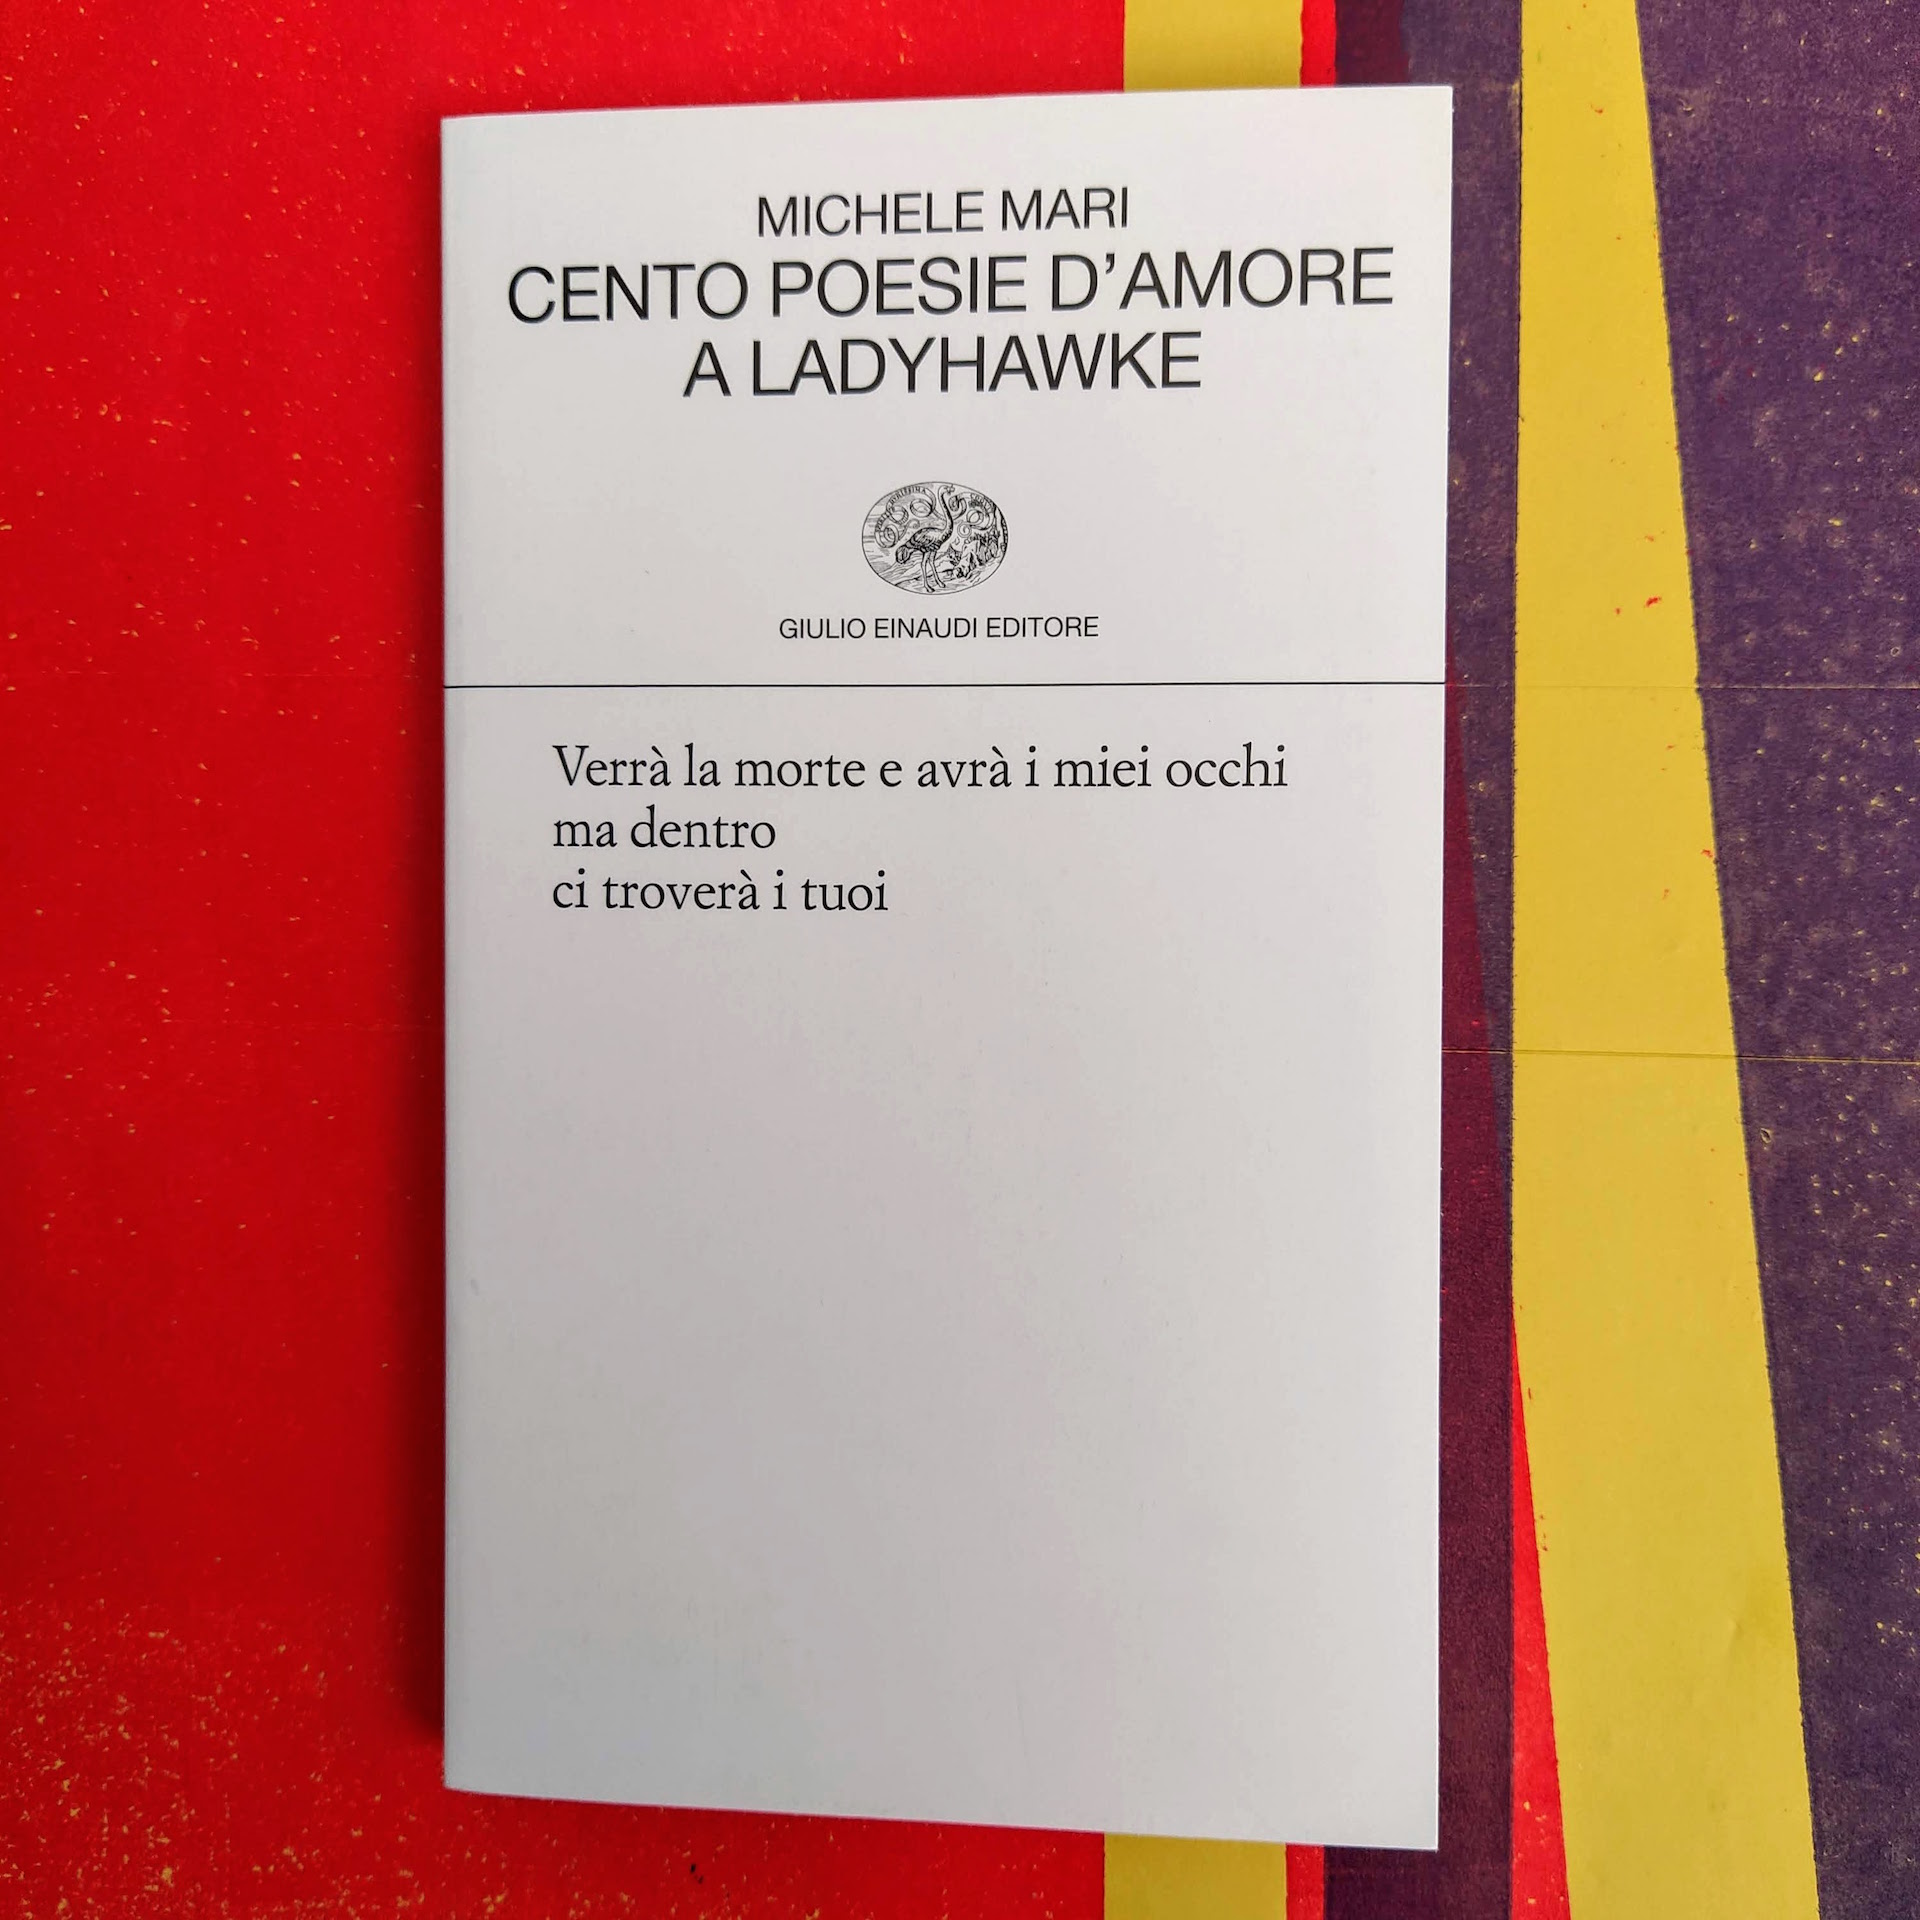 MICHELE MARI
CENTO POESIE D'AMORE
A LADYHAWKE
GIULIO EINAUDI EDITORE
Verrà la morte e avrà i miei occhi
ma dentro
ci troverà i tuoi